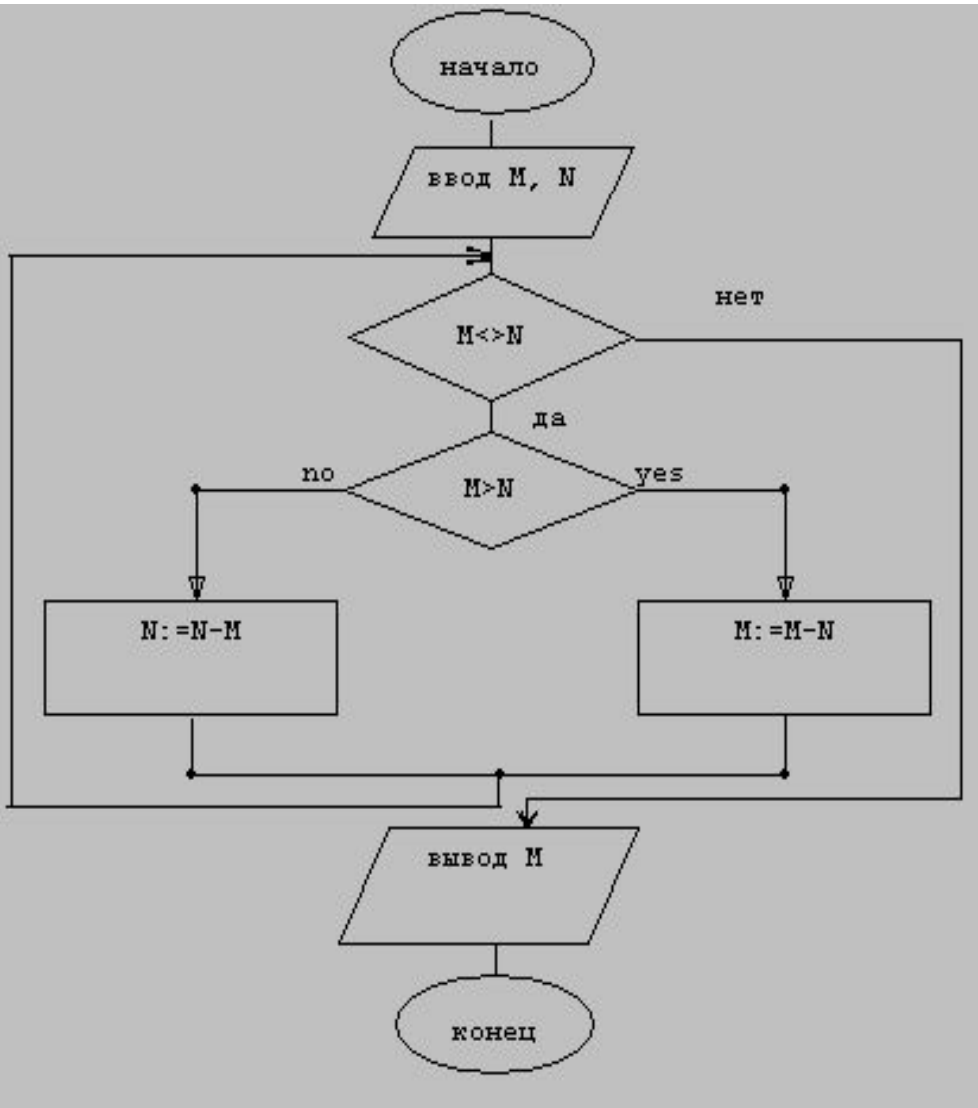 начало
ввод M, N
нет
M<>N
да
no
yes
M>N
N:=N-M
M:=M-N
вывод M
конец